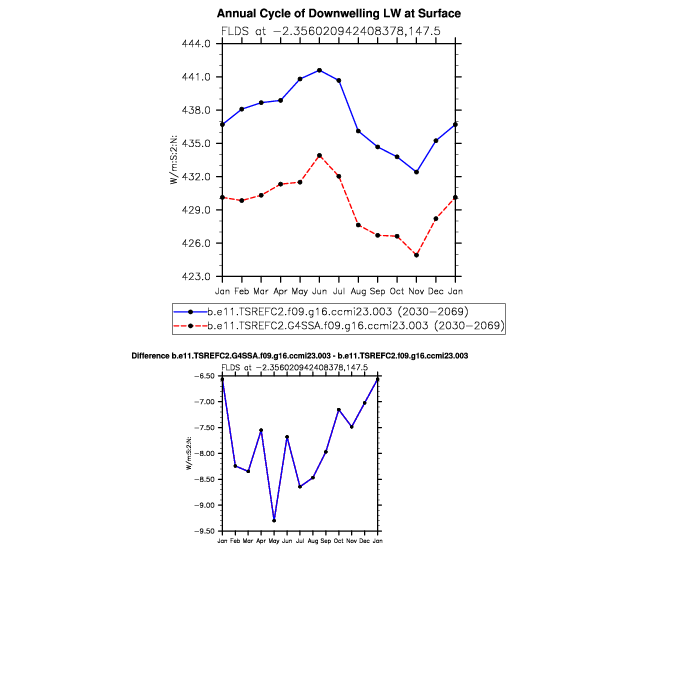 Annual Cycle of Downwelling LW at Surface
FLDS at −2.356020942408378,147.5
444.0
441.0
438.0
435.0
432.0
429.0
426.0
423.0
W/m:S:2:N:
Jan Feb Mar Apr May Jun Jul Aug Sep Oct Nov Dec Jan
b.e11.TSREFC2.f09.g16.ccmi23.003 (2030−2069)
b.e11.TSREFC2.G4SSA.f09.g16.ccmi23.003 (2030−2069)
Difference b.e11.TSREFC2.G4SSA.f09.g16.ccmi23.003 - b.e11.TSREFC2.f09.g16.ccmi23.003
FLDS at −2.356020942408378,147.5
−6.50
−7.00
−7.50
−8.00
−8.50
−9.00
−9.50
W/m:S:2:N:
Jan Feb Mar Apr May Jun Jul Aug Sep Oct Nov Dec Jan